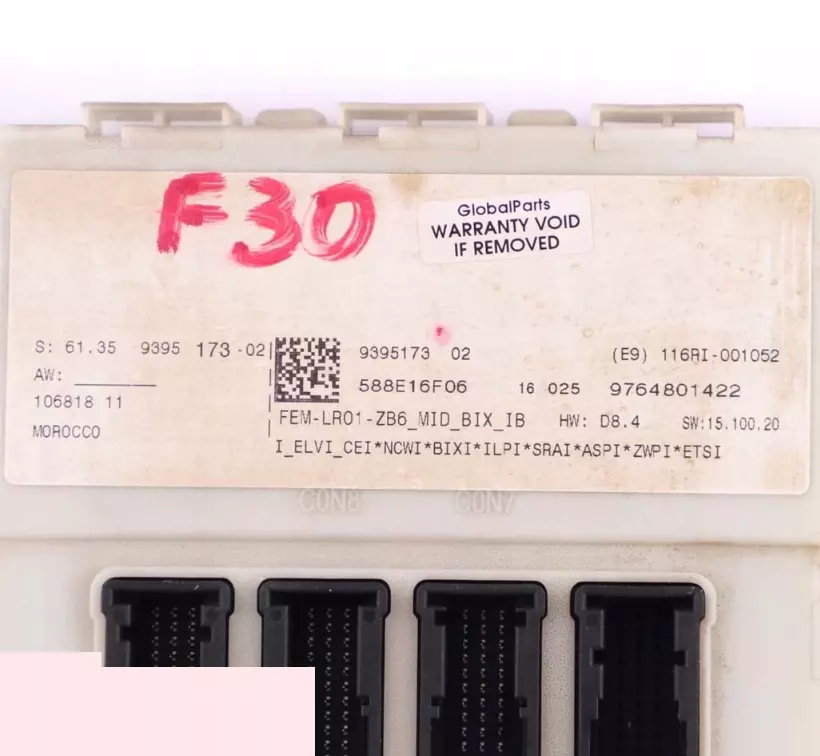 F30
GlobalParts
WARRANTY VOID
IF REMOVED
S: 61.35 9395 173 -02
AW:
106818 11
MOROCCO
9395173 02 (E9) 116RI-001052
588E16F06 16 025 9764801422
FEM-LR01-ZB6_MID_BIX_IB HW: D8.4 SW:15.100.20
I_ELVI_CEI*NCWI*BIXI*ILPI*SRAI*ASPI*ZWPI*ETSI
CON8 CON7